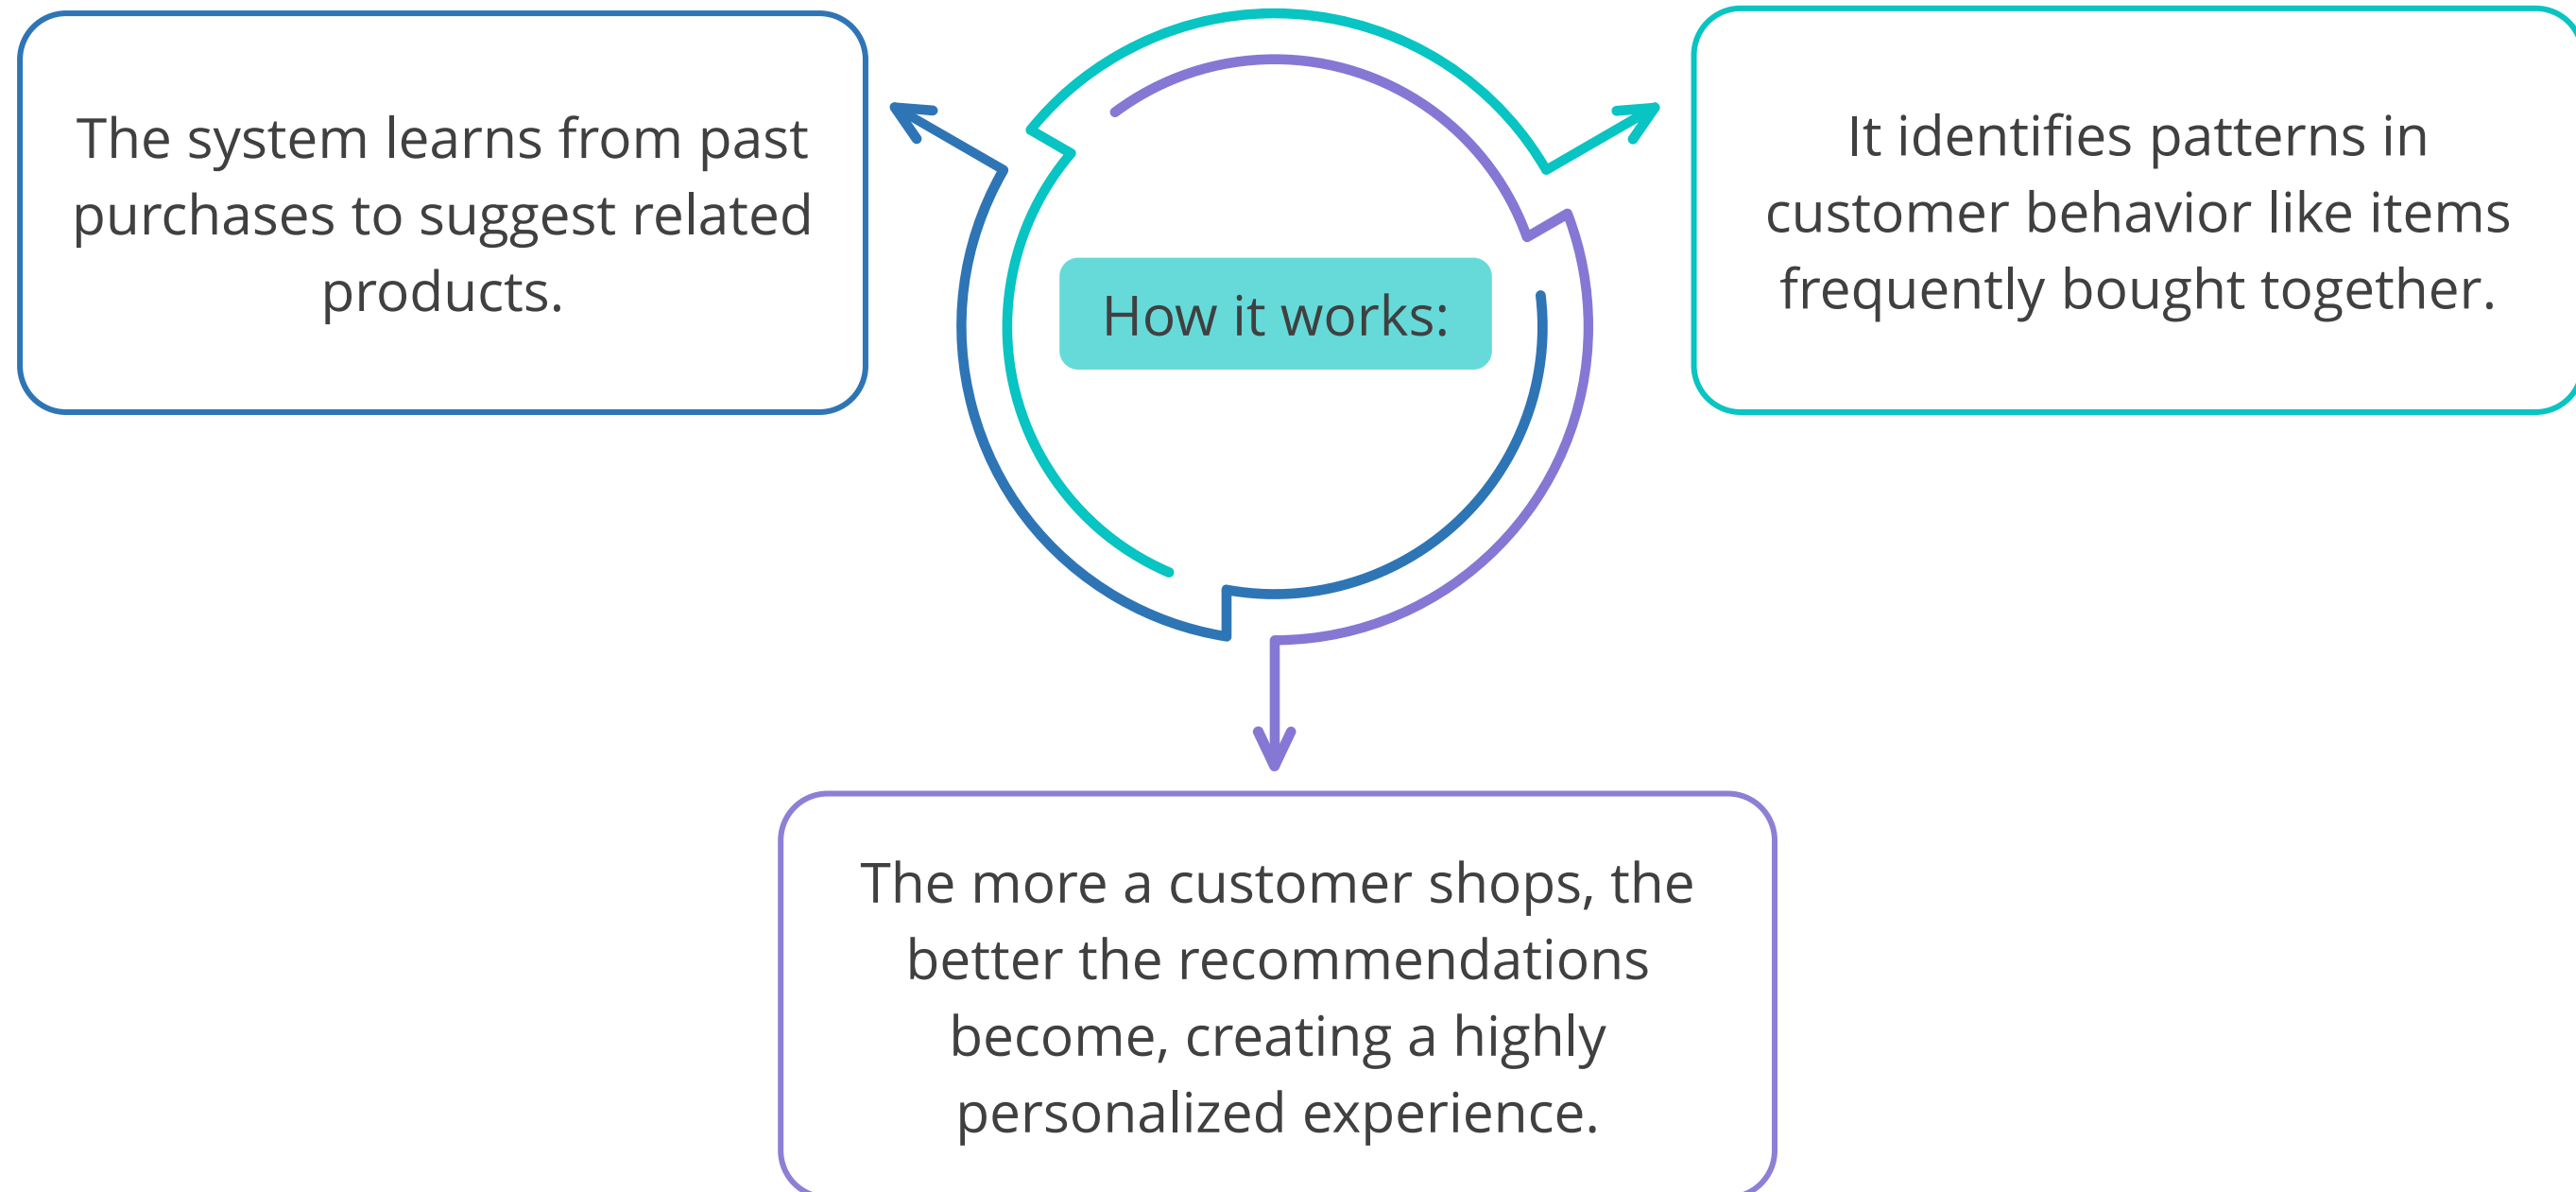 The system learns from past
purchases to suggest related
products.
How it works:
It identifies patterns in
customer behavior like items
frequently bought together.
The more a customer shops, the
better the recommendations
become, creating a highly
personalized experience.